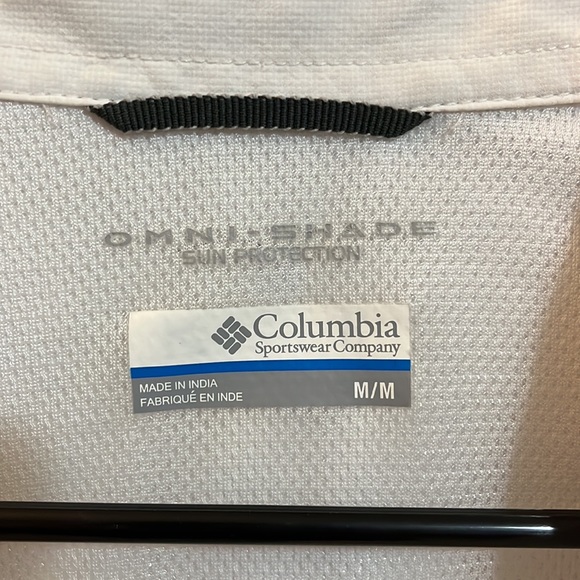 OMNI-SHADE
SUN PROTECTION
Columbia
Sportswear Company
MADE IN INDIA
FABRIQUÉ EN INDE
M/M